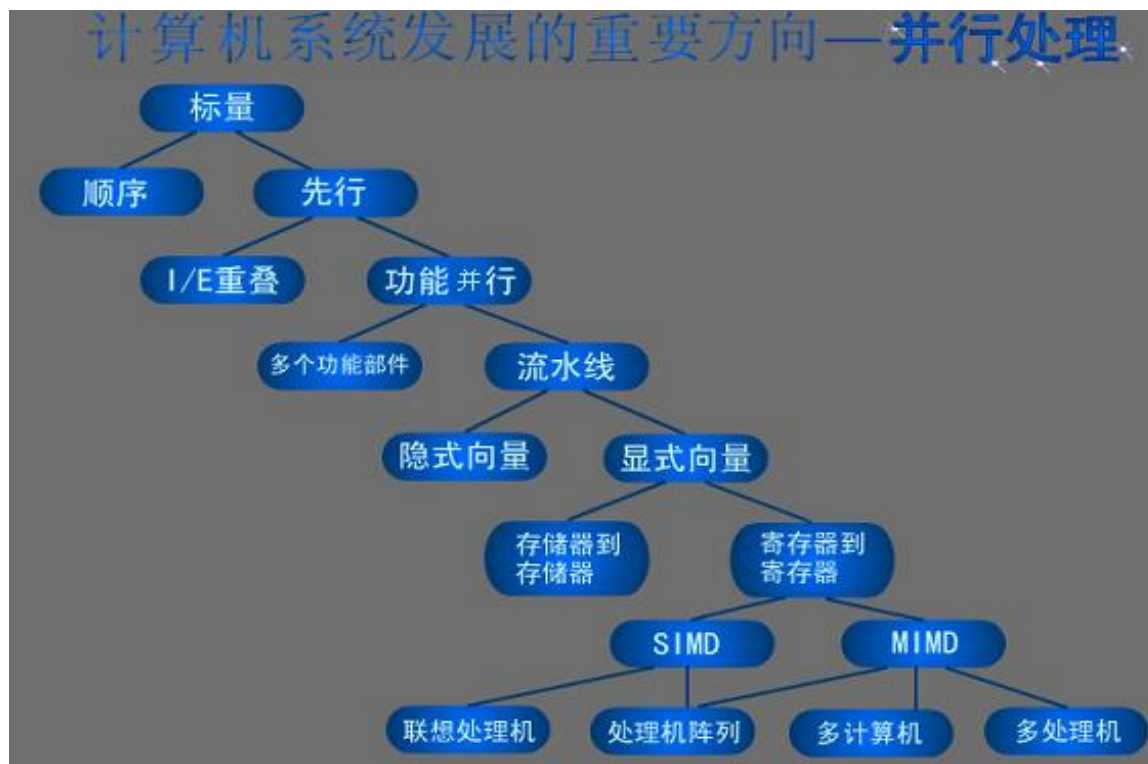 计算机系统发展的重要方向—并行处理
标量
顺序
先行
I/E重叠
功能并行
多个功能部件
流水线
隐式向量
显式向量
存储器到
存储器
寄存器到
寄存器
SIMD
MIMD
联想处理机
处理机阵列
多计算机
多处理机